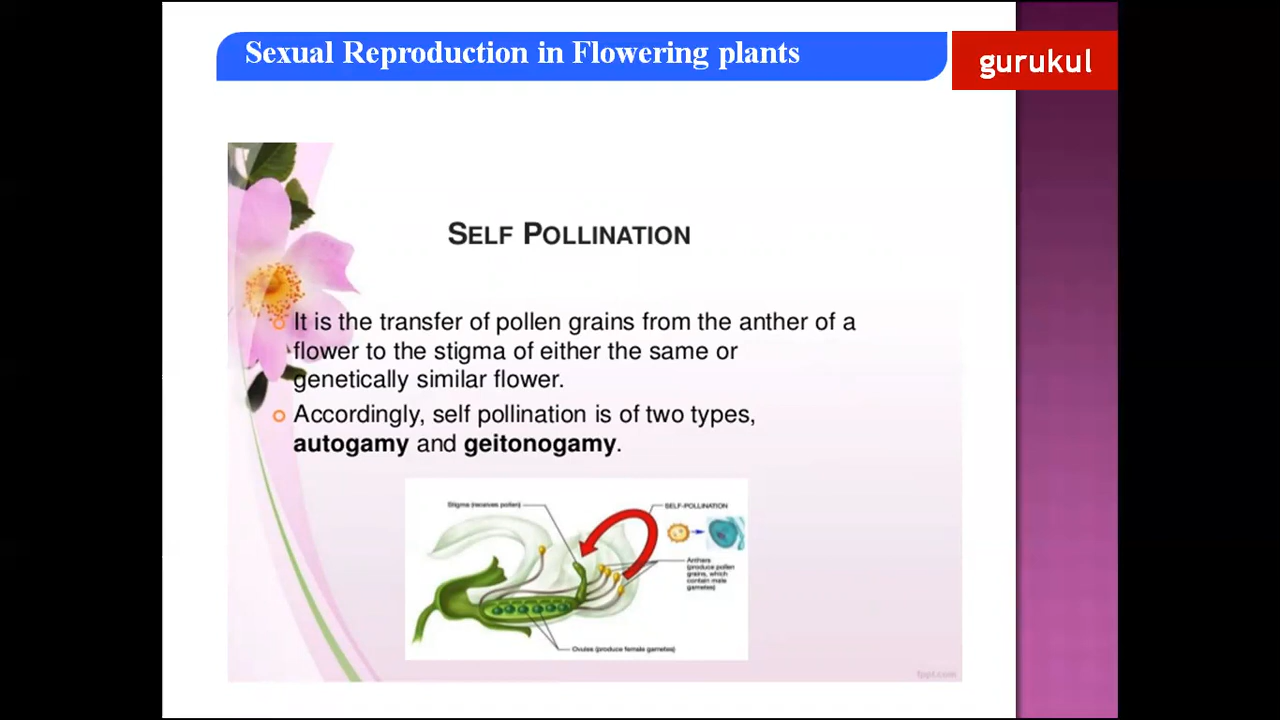 Sexual Reproduction in Flowering plants
gurukul
SELF POLLINATION
It is the transfer of pollen grains from the anther of a
flower to the stigma of either the same or
genetically similar flower.
Accordingly, self pollination is of two types,
autogamy and geitonogamy.
Stigma (receives pollen)
SELF-POLLINATION
Anthers
(produce pollen
grains, which
contain male
gametes)
Ovules (produce female gametes)
fppt.com